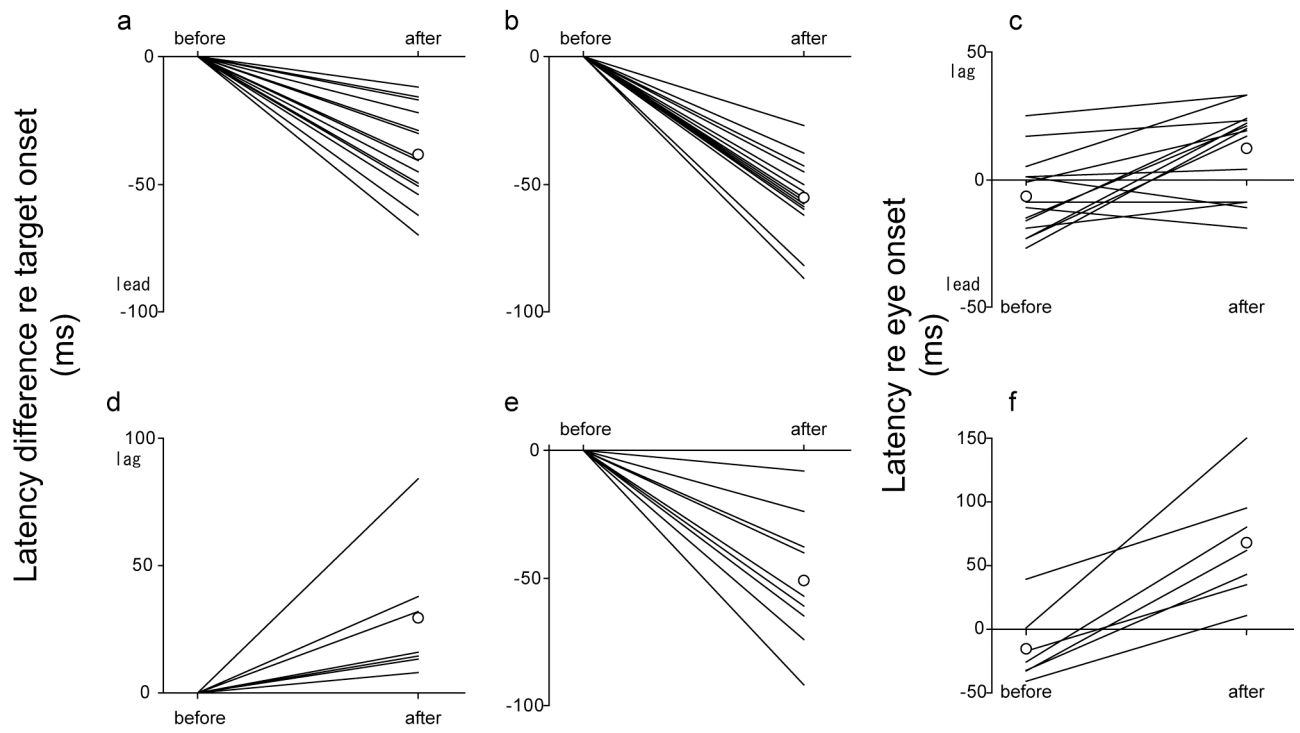 Latency difference re target onset
(ms)
a
before
after
0
-50
lead
-100
b
before
after
0
-50
-100
Latency re eye onset
(ms)
c
50
lag
0
lead
-50
before
after
d
100
lag
50
0
before
after
e
before
after
0
-50
-100
f
150
100
50
0
-50
before
after